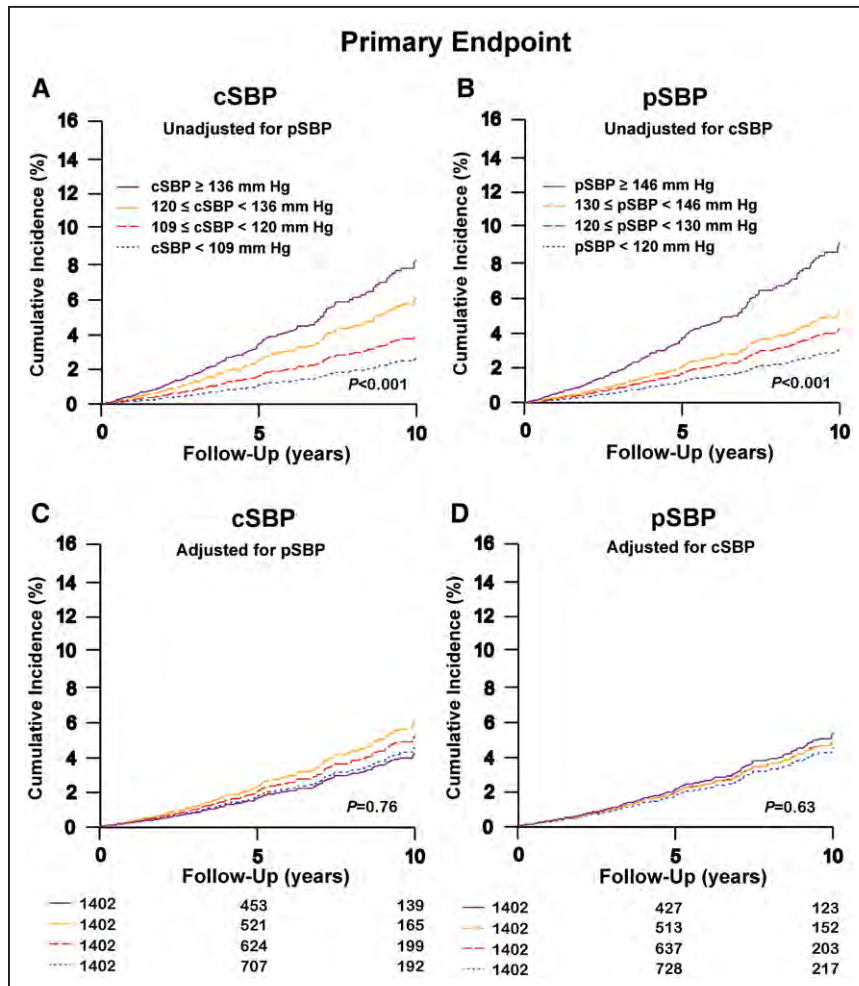 Primary Endpoint
A
cSBP
Unadjusted for pSBP
16
14
12
10
8
6
4
2
0
Cumulative Incidence (%)
cSBP ≥ 136 mm Hg
120 ≤ cSBP < 136 mm Hg
109 ≤ cSBP < 120 mm Hg
cSBP < 109 mm Hg
P<0.001
0 5 10
Follow-Up (years)
B
pSBP
Unadjusted for cSBP
16
14
12
10
8
6
4
2
0
Cumulative Incidence (%)
pSBP ≥ 146 mm Hg
130 ≤ pSBP < 146 mm Hg
120 ≤ pSBP < 130 mm Hg
pSBP < 120 mm Hg
P<0.001
0 5 10
Follow-Up (years)
C
cSBP
Adjusted for pSBP
16
14
12
10
8
6
4
2
0
Cumulative Incidence (%)
P=0.76
0 5 10
Follow-Up (years)
1402 453 139
1402 521 165
1402 624 199
1402 707 192
D
pSBP
Adjusted for cSBP
16
14
12
10
8
6
4
2
0
Cumulative Incidence (%)
P=0.63
0 5 10
Follow-Up (years)
1402 427 123
1402 513 152
1402 637 203
1402 728 217